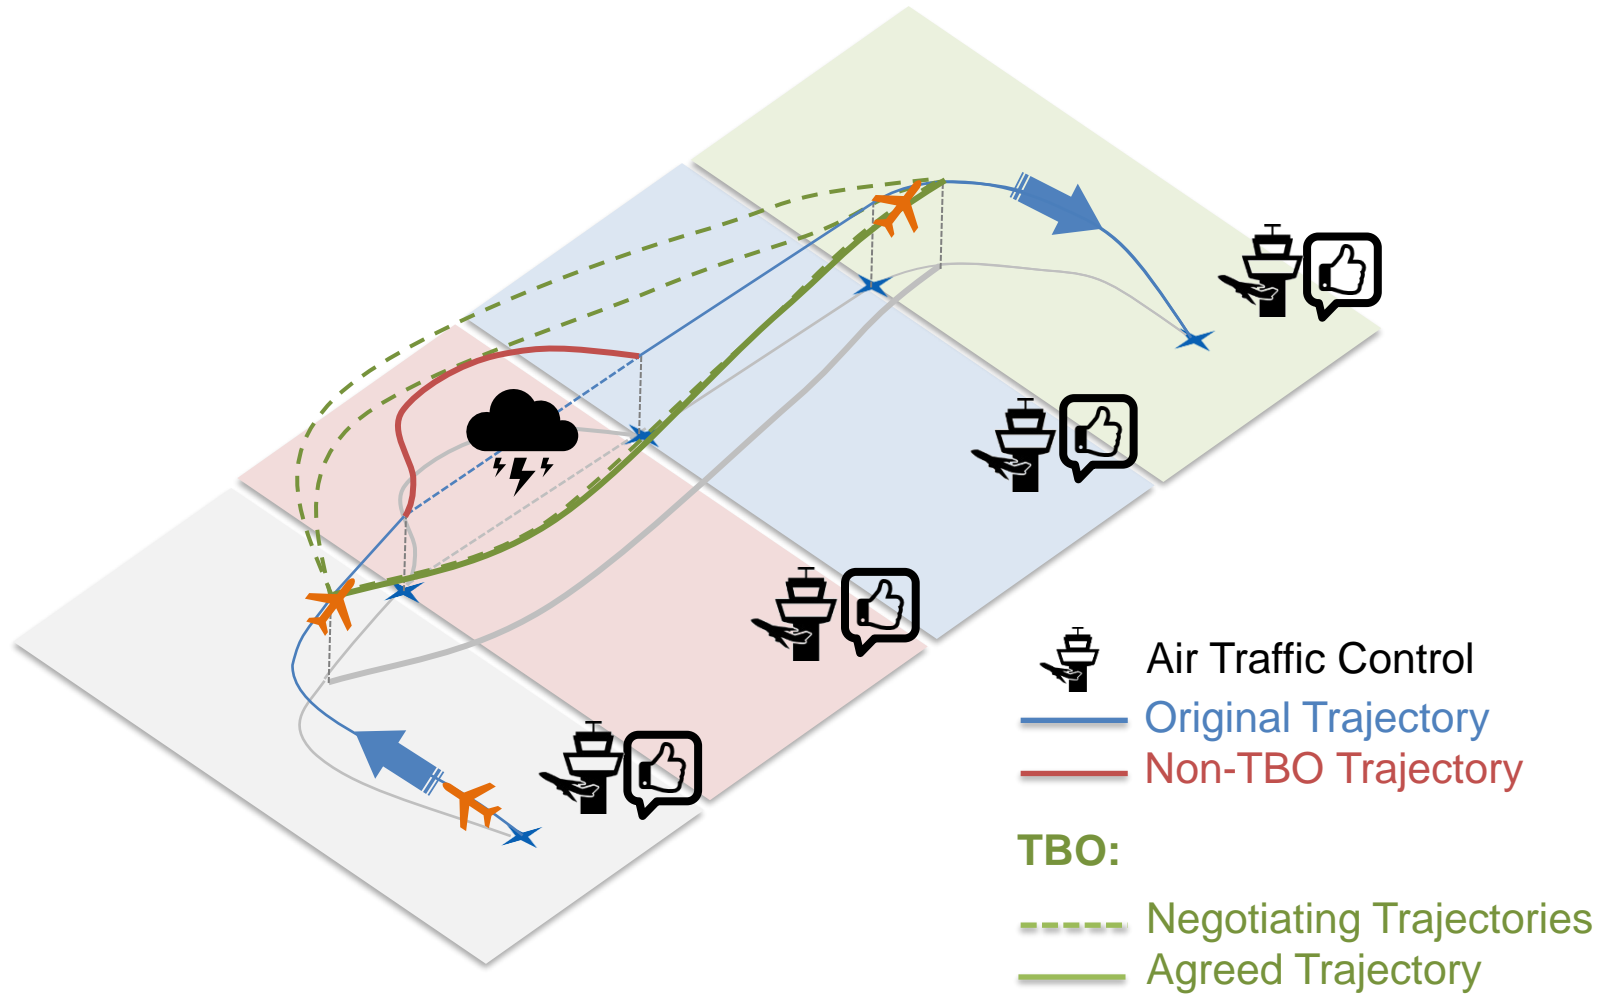 Air Traffic Control
Original Trajectory
Non-TBO Trajectory
TBO:
Negotiating Trajectories
Agreed Trajectory